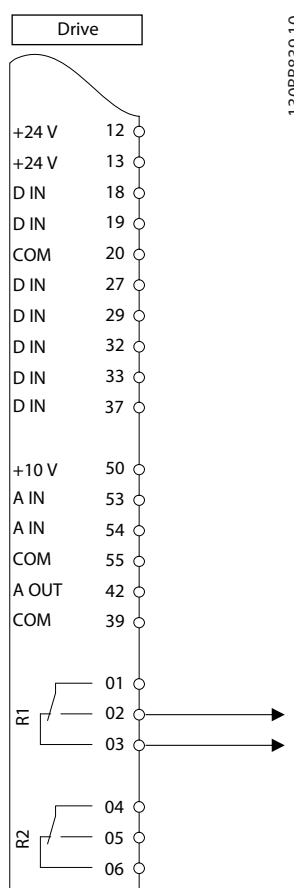 Drive
130BB839.10
+24 V 12
+24 V 13
D IN 18
D IN 19
COM 20
D IN 27
D IN 29
D IN 32
D IN 33
D IN 37
+10 V 50
A IN 53
A IN 54
COM 55
A OUT 42
COM 39
R1
01
02
03
R2
04
05
06